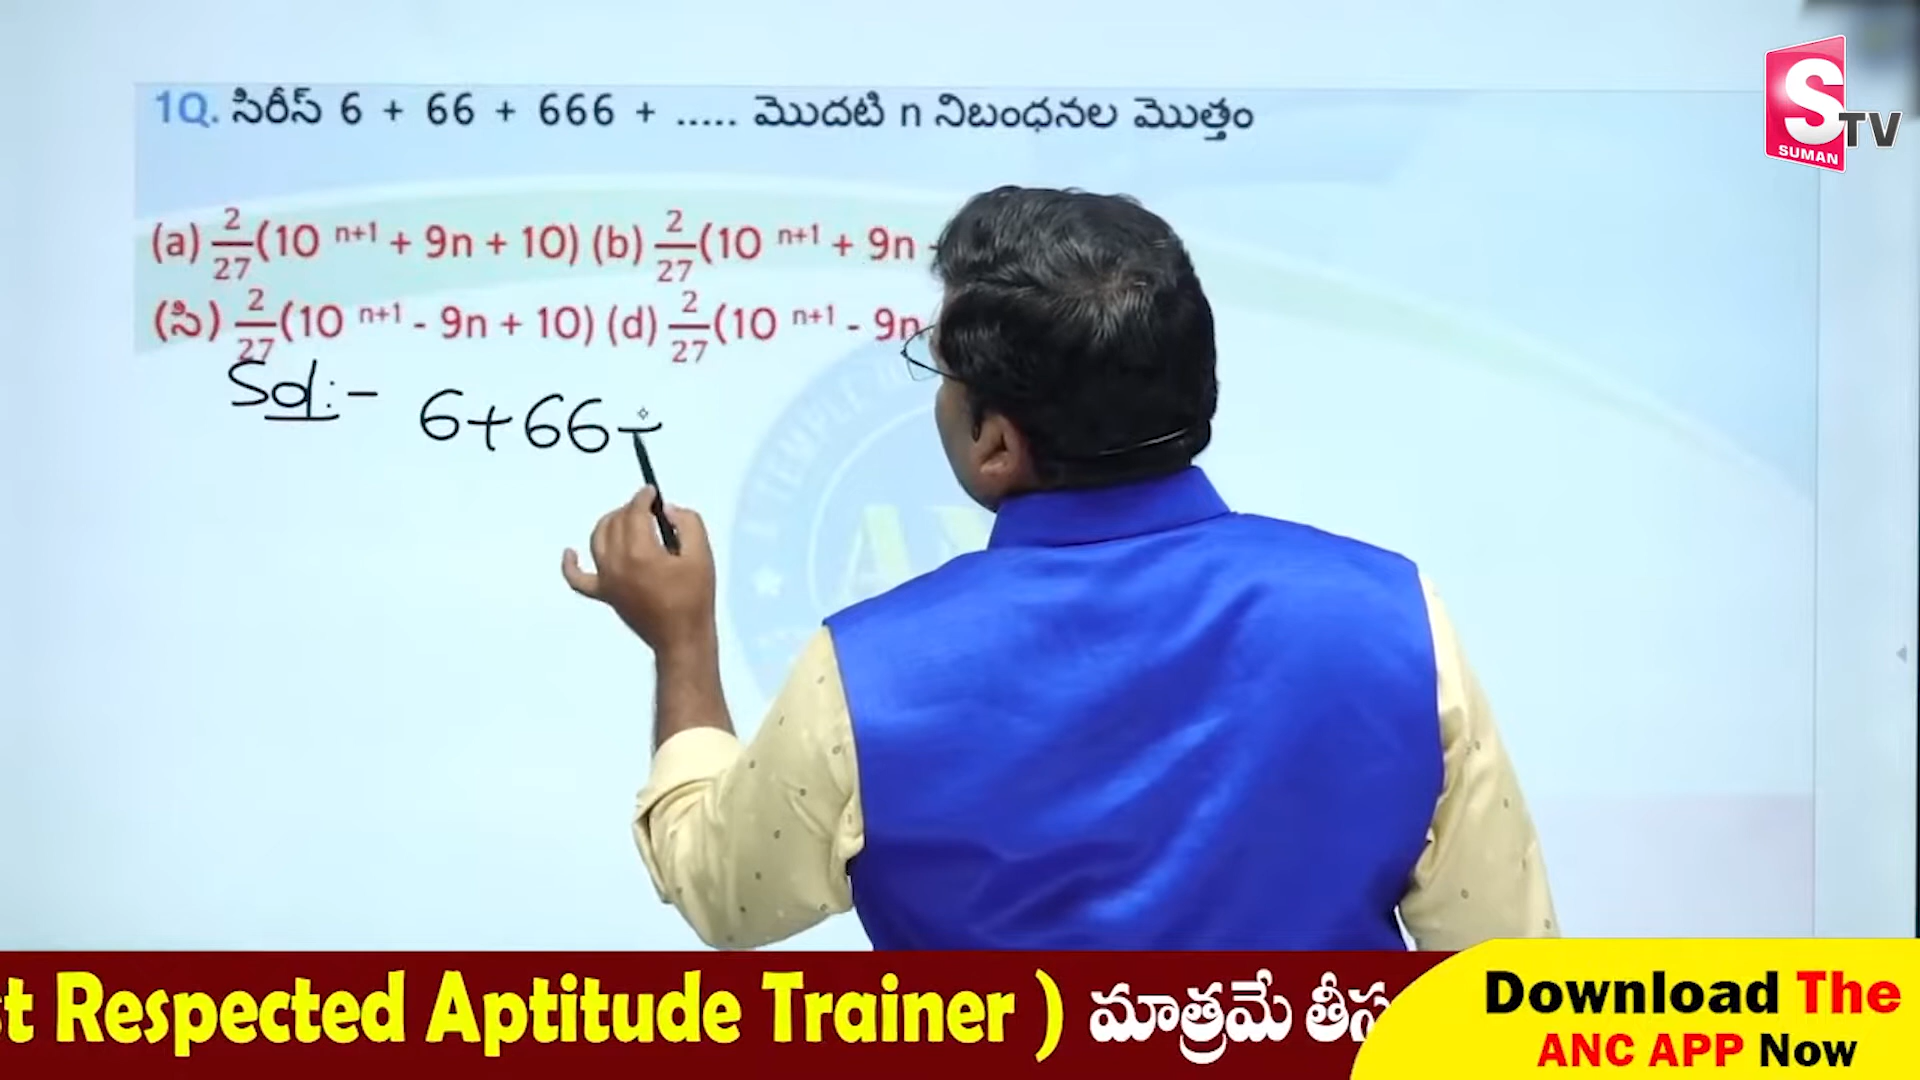 1Q. సిరీస్ 6 + 66 + 666 + ..... మొదటి n నిబంధనల మొత్తం
(a) 2/27 (10 n+1 + 9n + 10) (b) 2/27 (10 n+1 + 9n
(సి) 2/27 (10 n+1 - 9n + 10) (d) 2/27 (10 n+1 - 9n
Sol:- 6+66+
S TV
SUMAN
st Respected Aptitude Trainer ) మాత్రమే
Download The
ANC APP Now